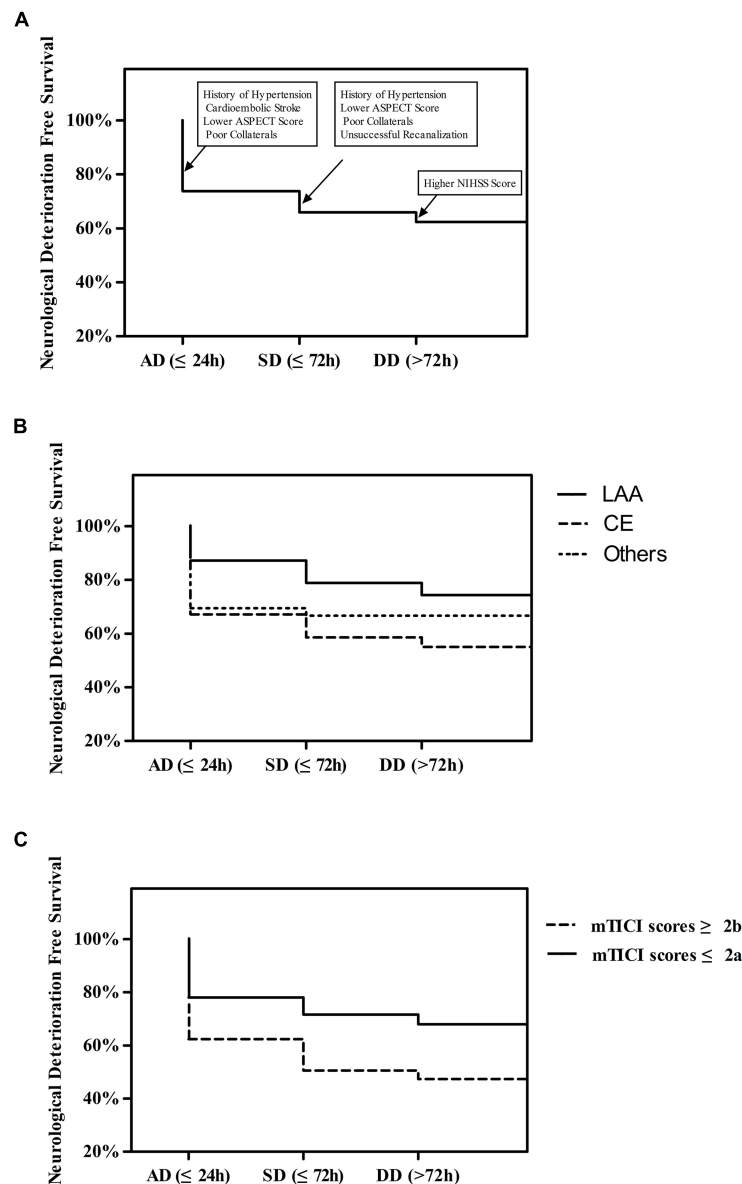 A
Neurological Deterioration Free Survival
100%
80%
60%
40%
20%
History of Hypertension
Cardioembolic Stroke
Lower ASPECT Score
Poor Collaterals
History of Hypertension
Lower ASPECT Score
Poor Collaterals
Unsuccessful Recanalization
Higher NIHSS Score
AD (≤ 24h) SD (≤ 72h) DD (>72h)
B
Neurological Deterioration Free Survival
100%
80%
60%
40%
20%
AD (≤ 24h) SD (≤ 72h) DD (>72h)
LAA
CE
Others
C
Neurological Deterioration Free Survival
100%
80%
60%
40%
20%
AD (≤ 24h) SD (≤ 72h) DD (>72h)
mTICI scores ≥ 2b
mTICI scores ≤ 2a